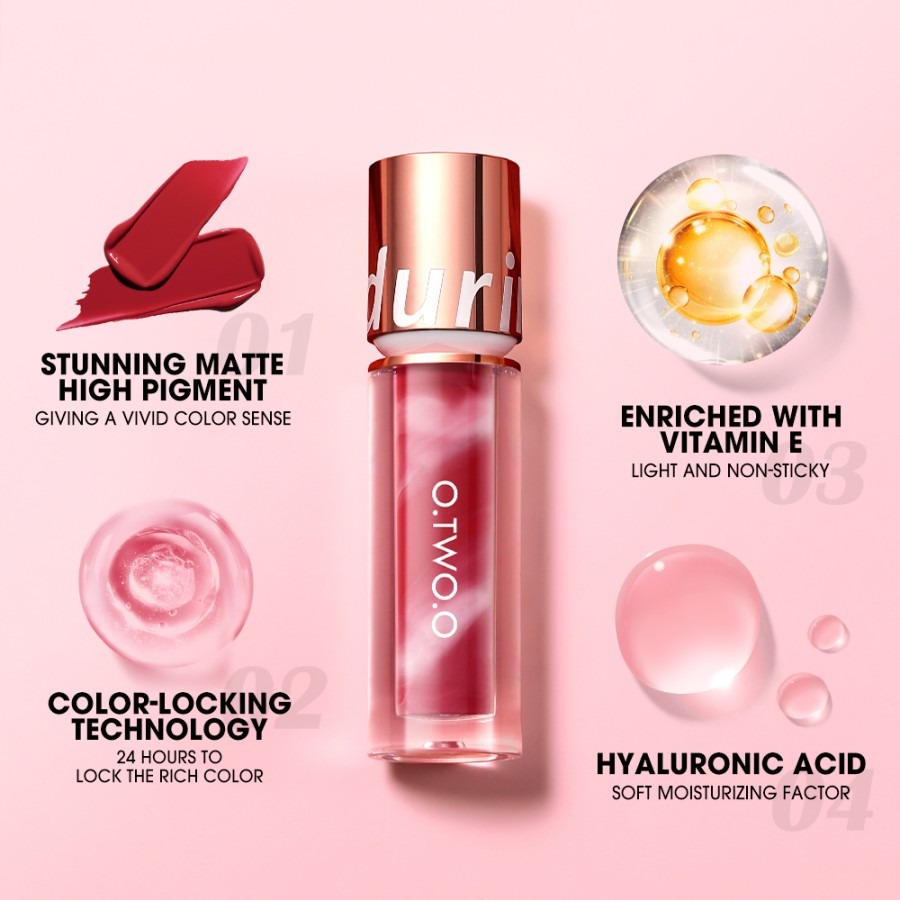 01
STUNNING MATTE
HIGH PIGMENT
GIVING A VIVID COLOR SENSE
02
COLOR-LOCKING
TECHNOLOGY
24 HOURS TO
LOCK THE RICH COLOR
duri
O.TWO.O
ENRICHED WITH
VITAMIN E
LIGHT AND NON-STICKY
03
HYALURONIC ACID
SOFT MOISTURIZING FACTOR
04